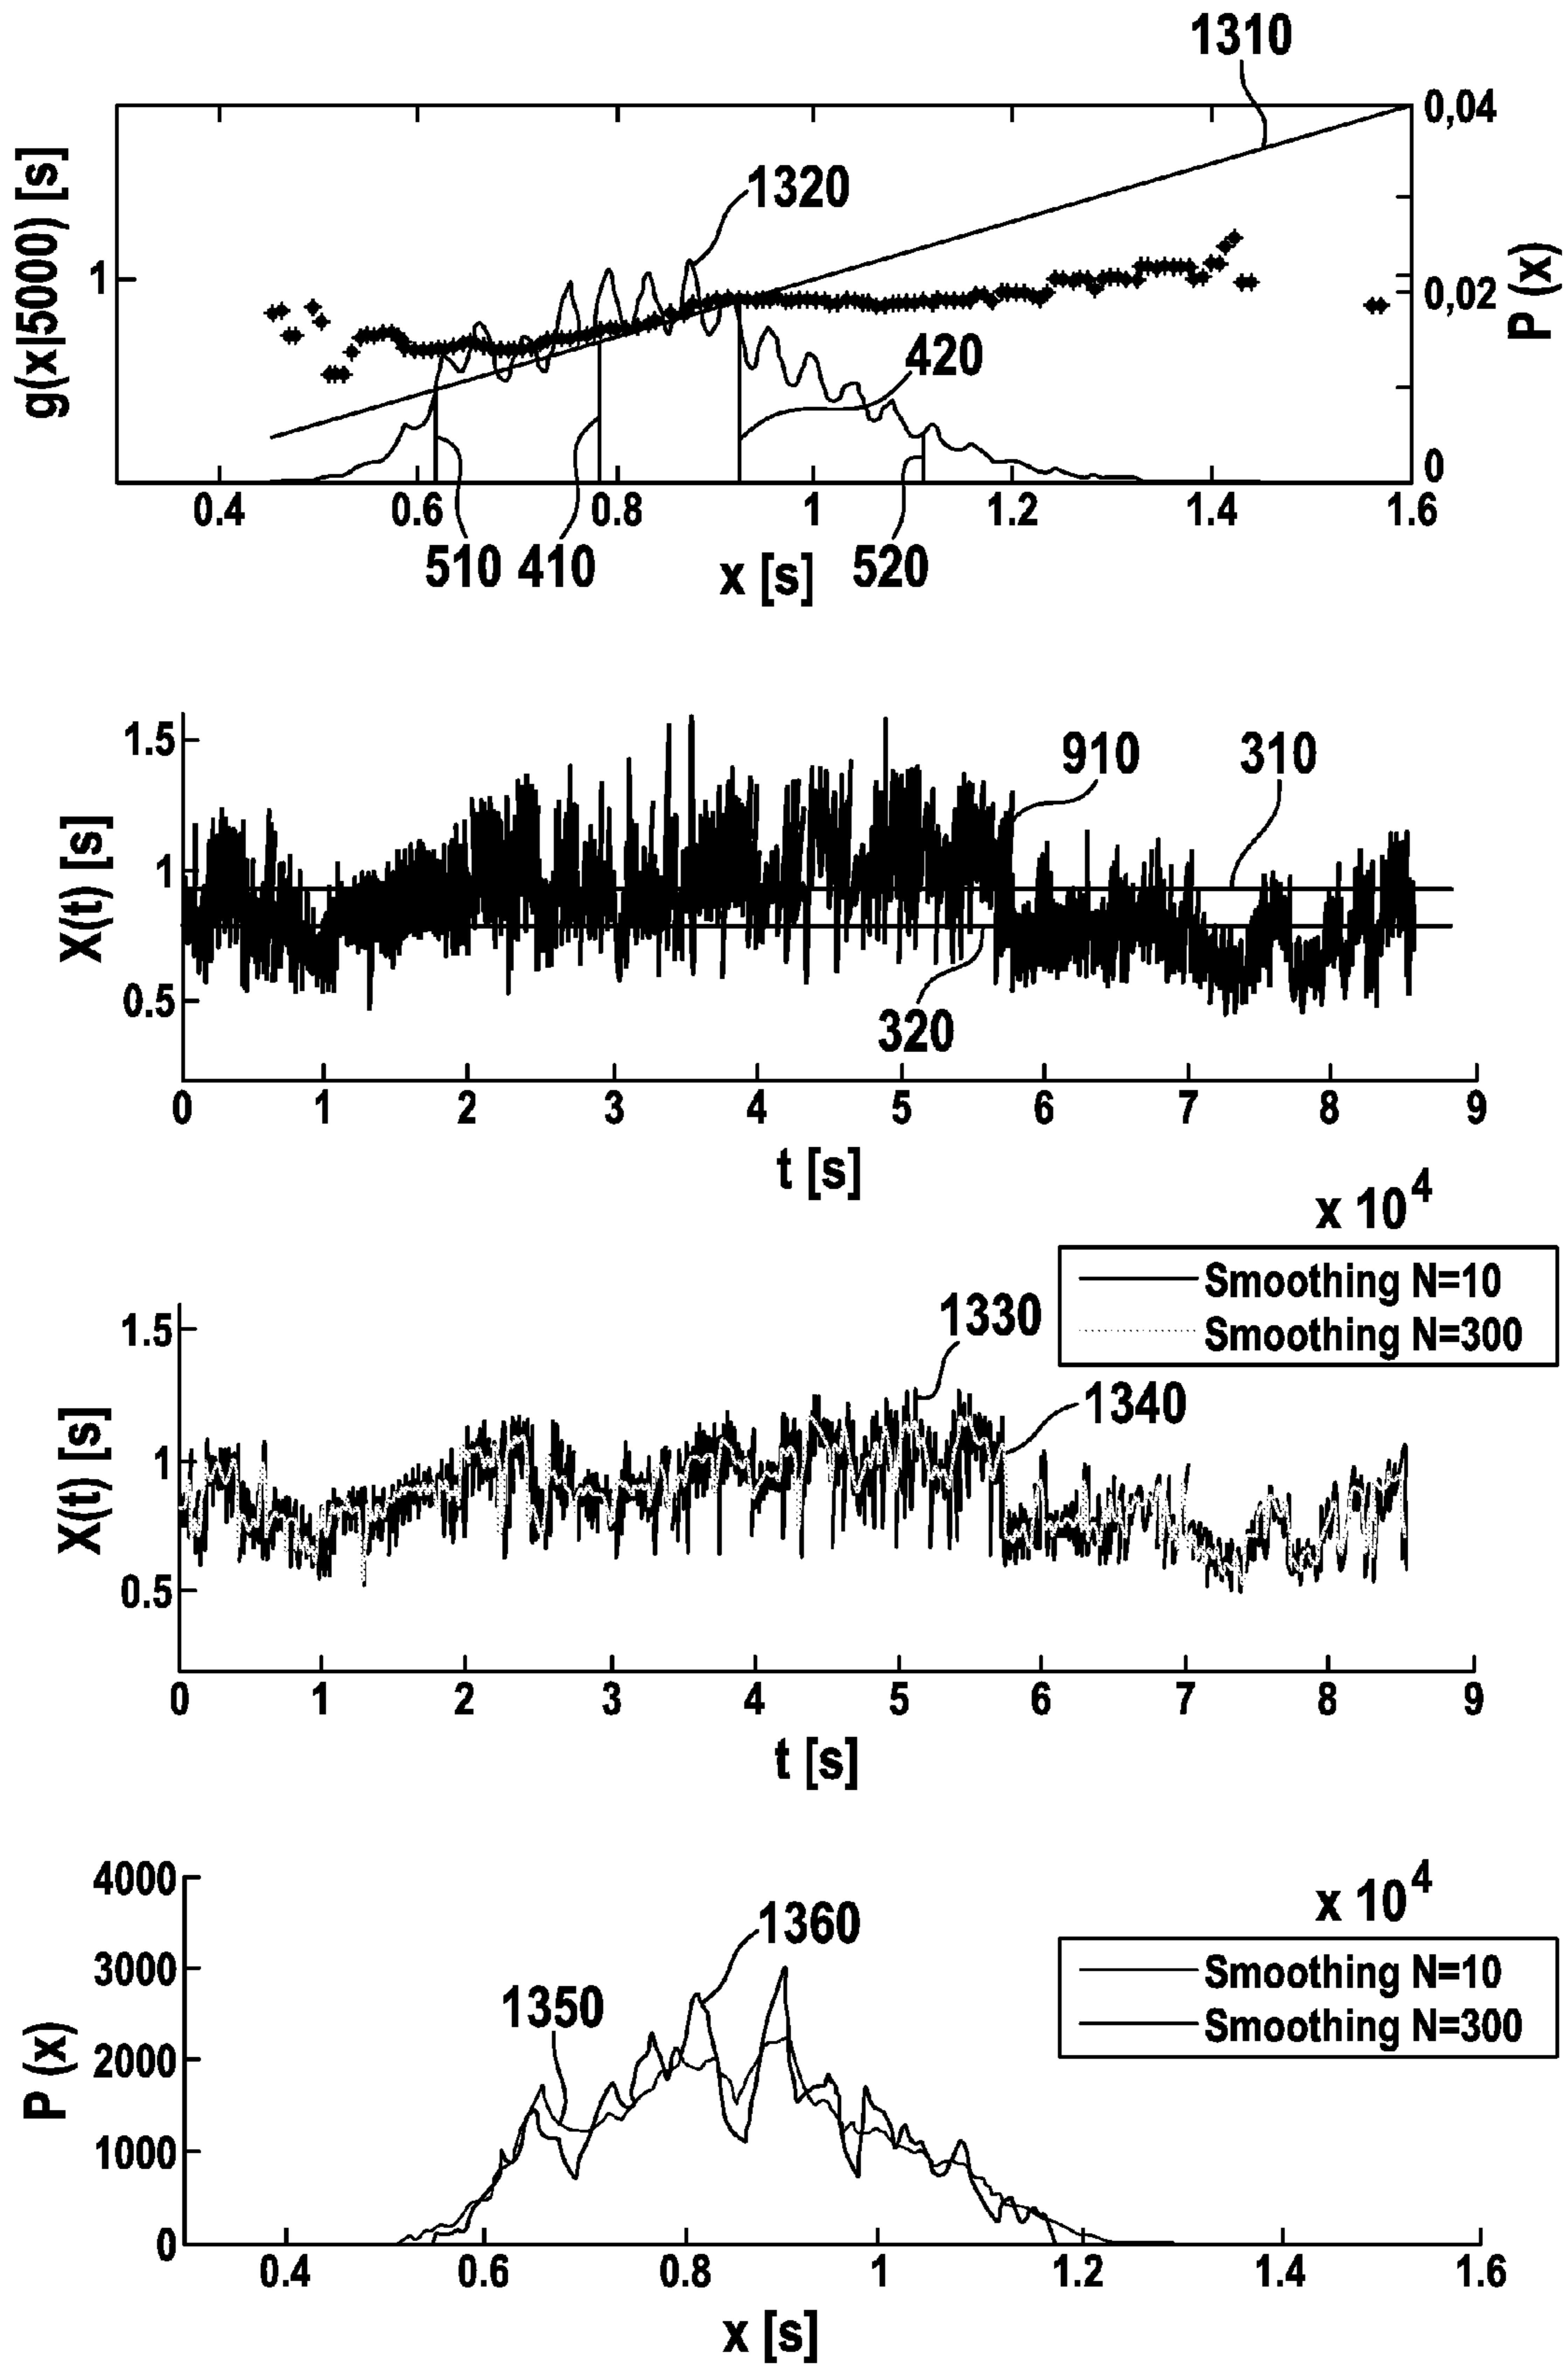 1310
0,04
1320
g(x|5000) [s]
1
0,02
P (x)
420
0
0.4 0.6 0.8 1 1.2 1.4 1.6
510 410 x [s] 520
1.5
910 310
X(t) [s]
1
0.5
320
0 1 2 3 4 5 6 7 8 9
t [s]
x 10⁴
Smoothing N=10
1330
1.5
Smoothing N=300
1340
X(t) [s]
1
0.5
0 1 2 3 4 5 6 7 8 9
t [s]
4000
x 10⁴
1360
3000
Smoothing N=10
1350
P (x)
2000
Smoothing N=300
1000
0
0.4 0.6 0.8 1 1.2 1.4 1.6
x [s]